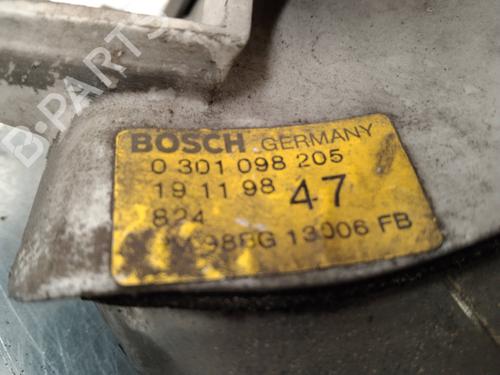 BOSCH GERMANY
0 301 098 205
19 11 98 47
824
98BG 13006 FB
B-PARTS